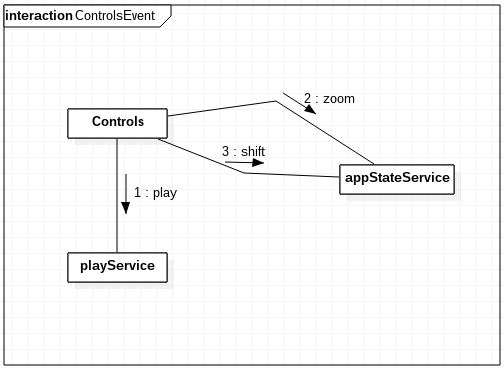 interaction ControlsEvent
2 : zoom
Controls
3 : shift
appStateService
1 : play
playService